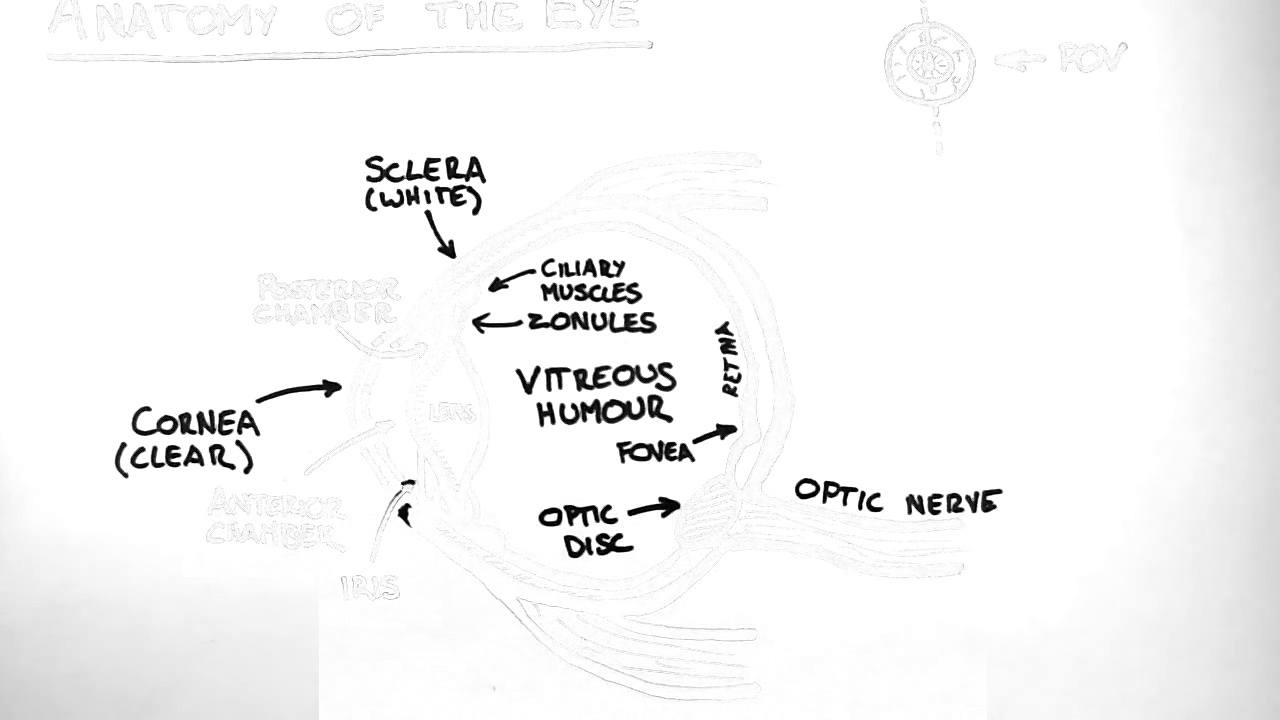 ANATOMY OF THE EYE
POV
SCLERA
(WHITE)
CILIARY
MUSCLES
ZONULES
POSTERIOR
CHAMBER
RETINA
VITREOUS
HUMOUR
LENS
CORNEA
(CLEAR)
FOVEA
OPTIC NERVE
ANTERIOR
CHAMBER
OPTIC
DISC
IRIS